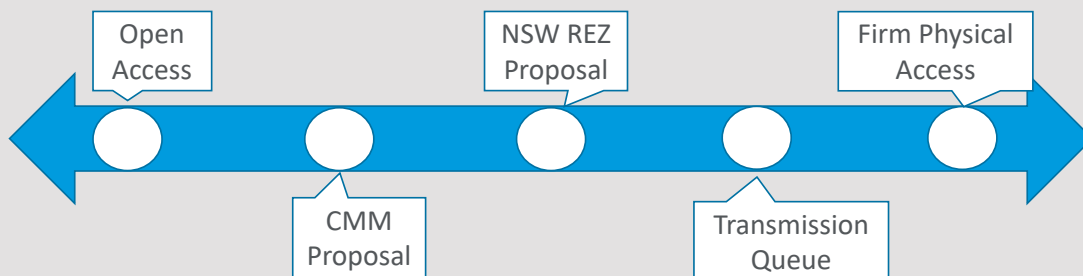 Open
Access
NSW REZ
Proposal
Firm Physical
Access
CMM
Proposal
Transmission
Queue